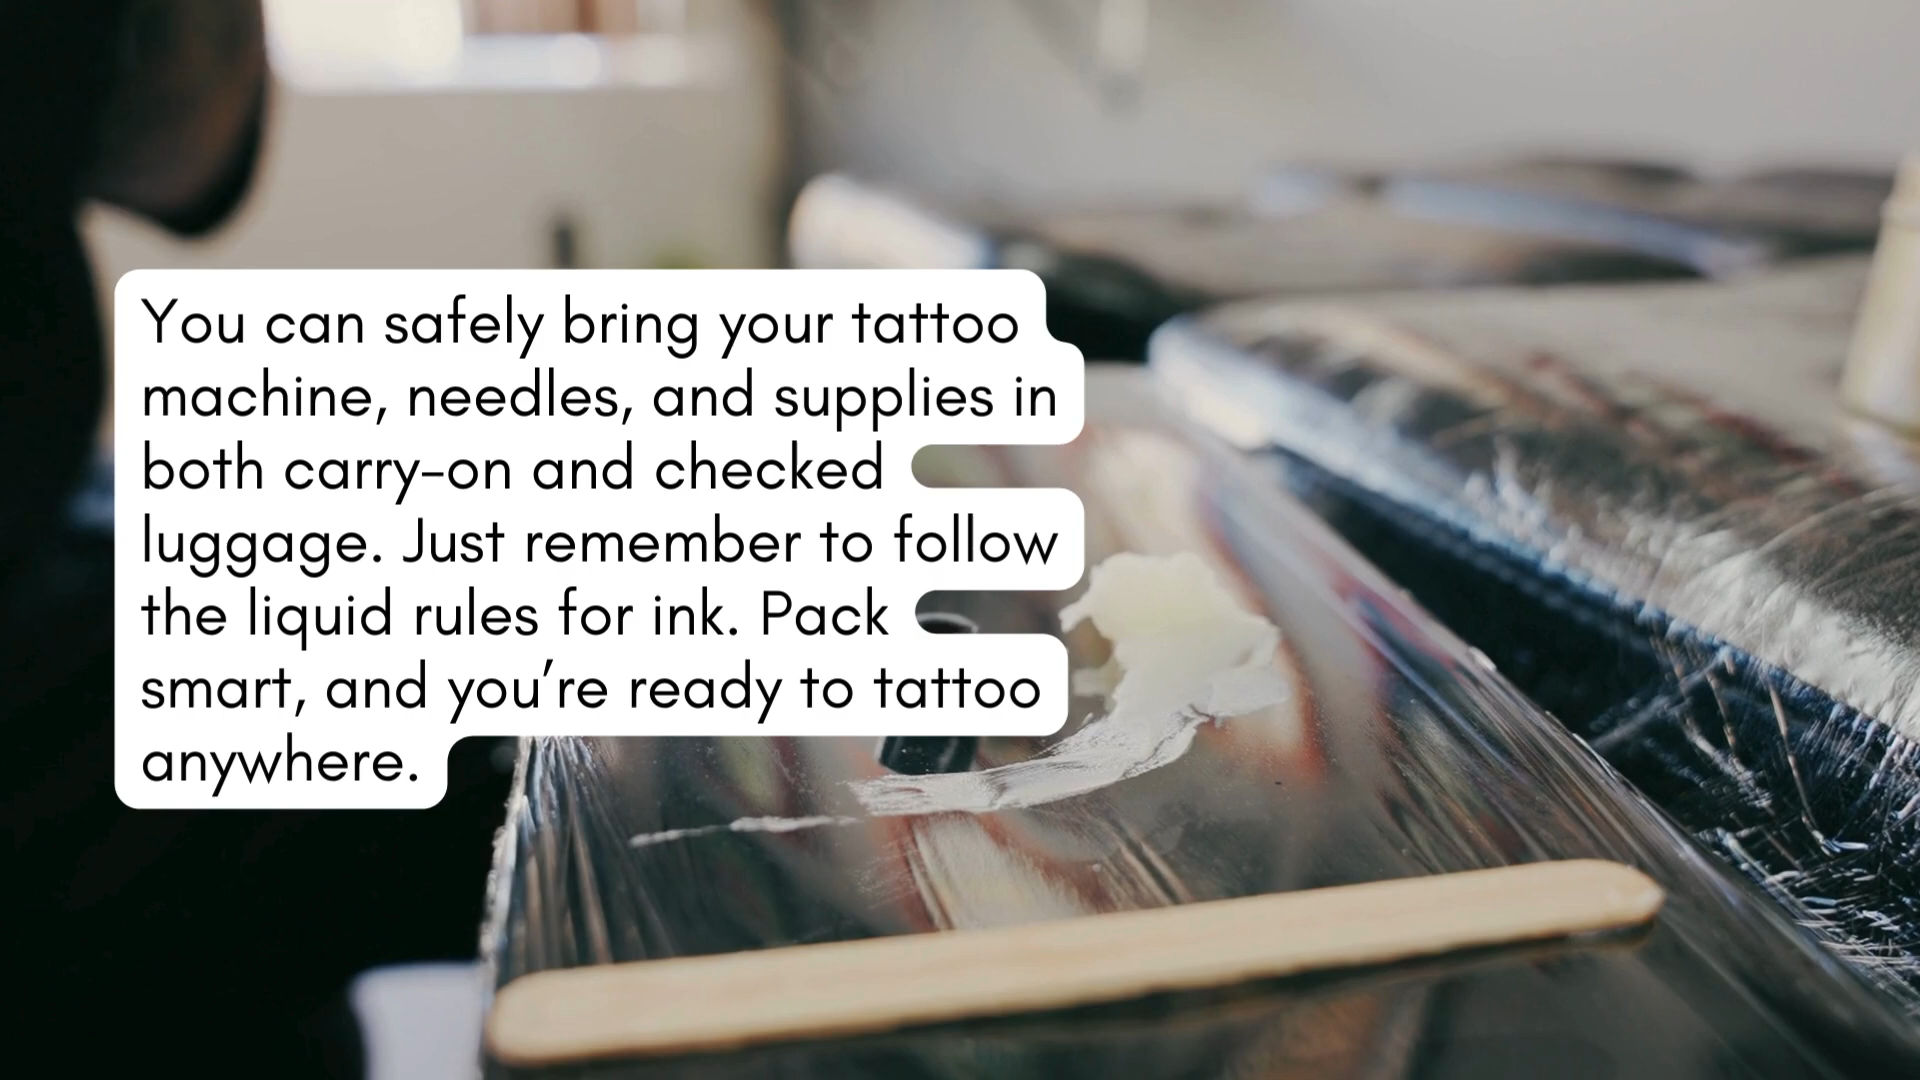 You can safely bring your tattoo
machine, needles, and supplies in
both carry-on and checked
luggage. Just remember to follow
the liquid rules for ink. Pack
smart, and you’re ready to tattoo
anywhere.